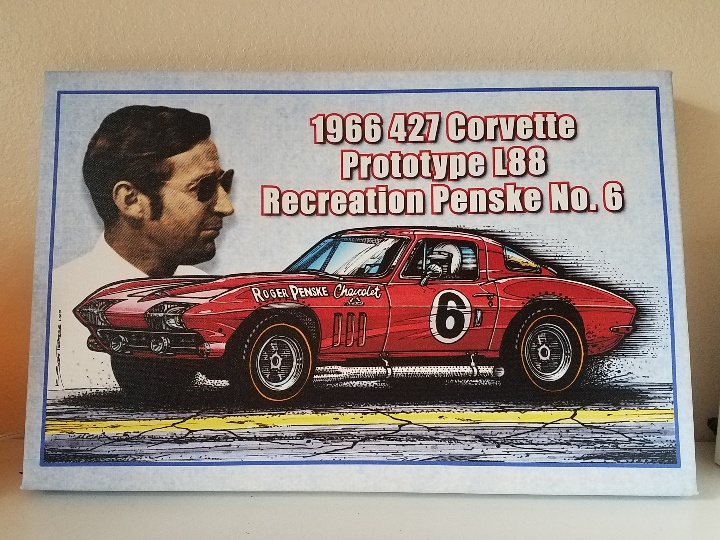 1966 427 Corvette
Prototype L88
Recreation Penske No. 6
Roger Penske Chevrolet
6